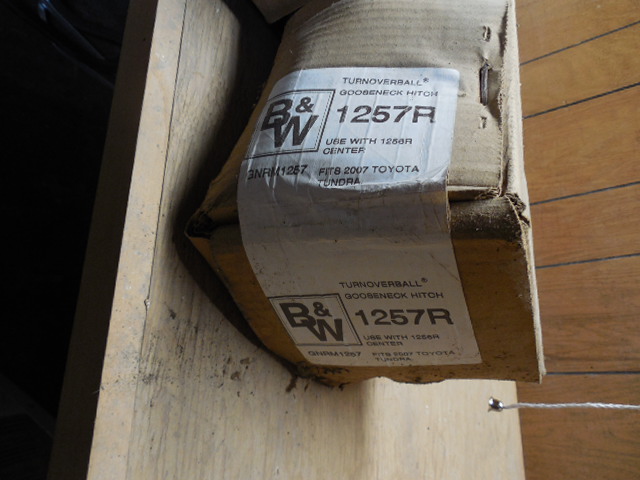 TURNOVERBALL®
GOOSENECK HITCH
B&W
1257R
USE WITH 1256R
CENTER
GNRM1257
FITS 2007 TOYOTA
TUNDRA
TURNOVERBALL®
GOOSENECK HITCH
B&W
1257R
USE WITH 1256R
CENTER
GNRM1257
FITS 2007 TOYOTA
TUNDRA